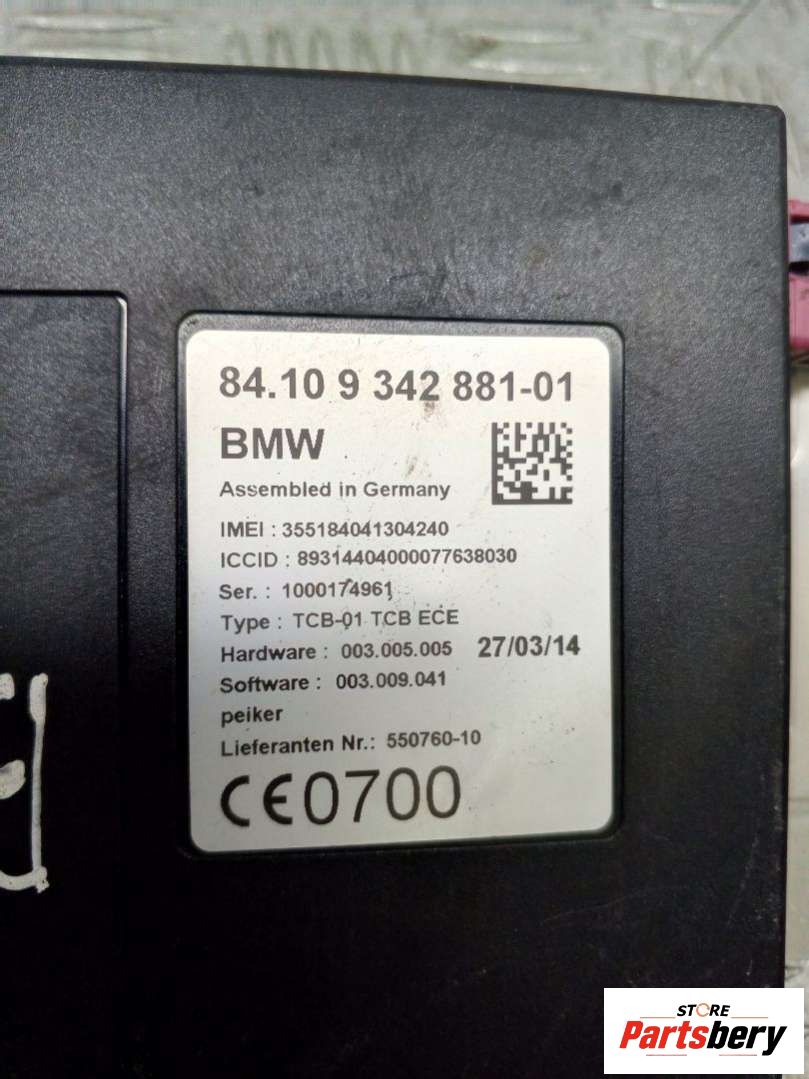 84.10 9 342 881-01
BMW
Assembled in Germany
IMEI : 355184041304240
ICCID : 89314404000077638030
Ser. : 1000174961
Type : TCB-01 TCB ECE
Hardware : 003.005.005 27/03/14
Software : 003.009.041
peiker
Lieferanten Nr.: 550760-10
CE0700
STORE
Partsbery